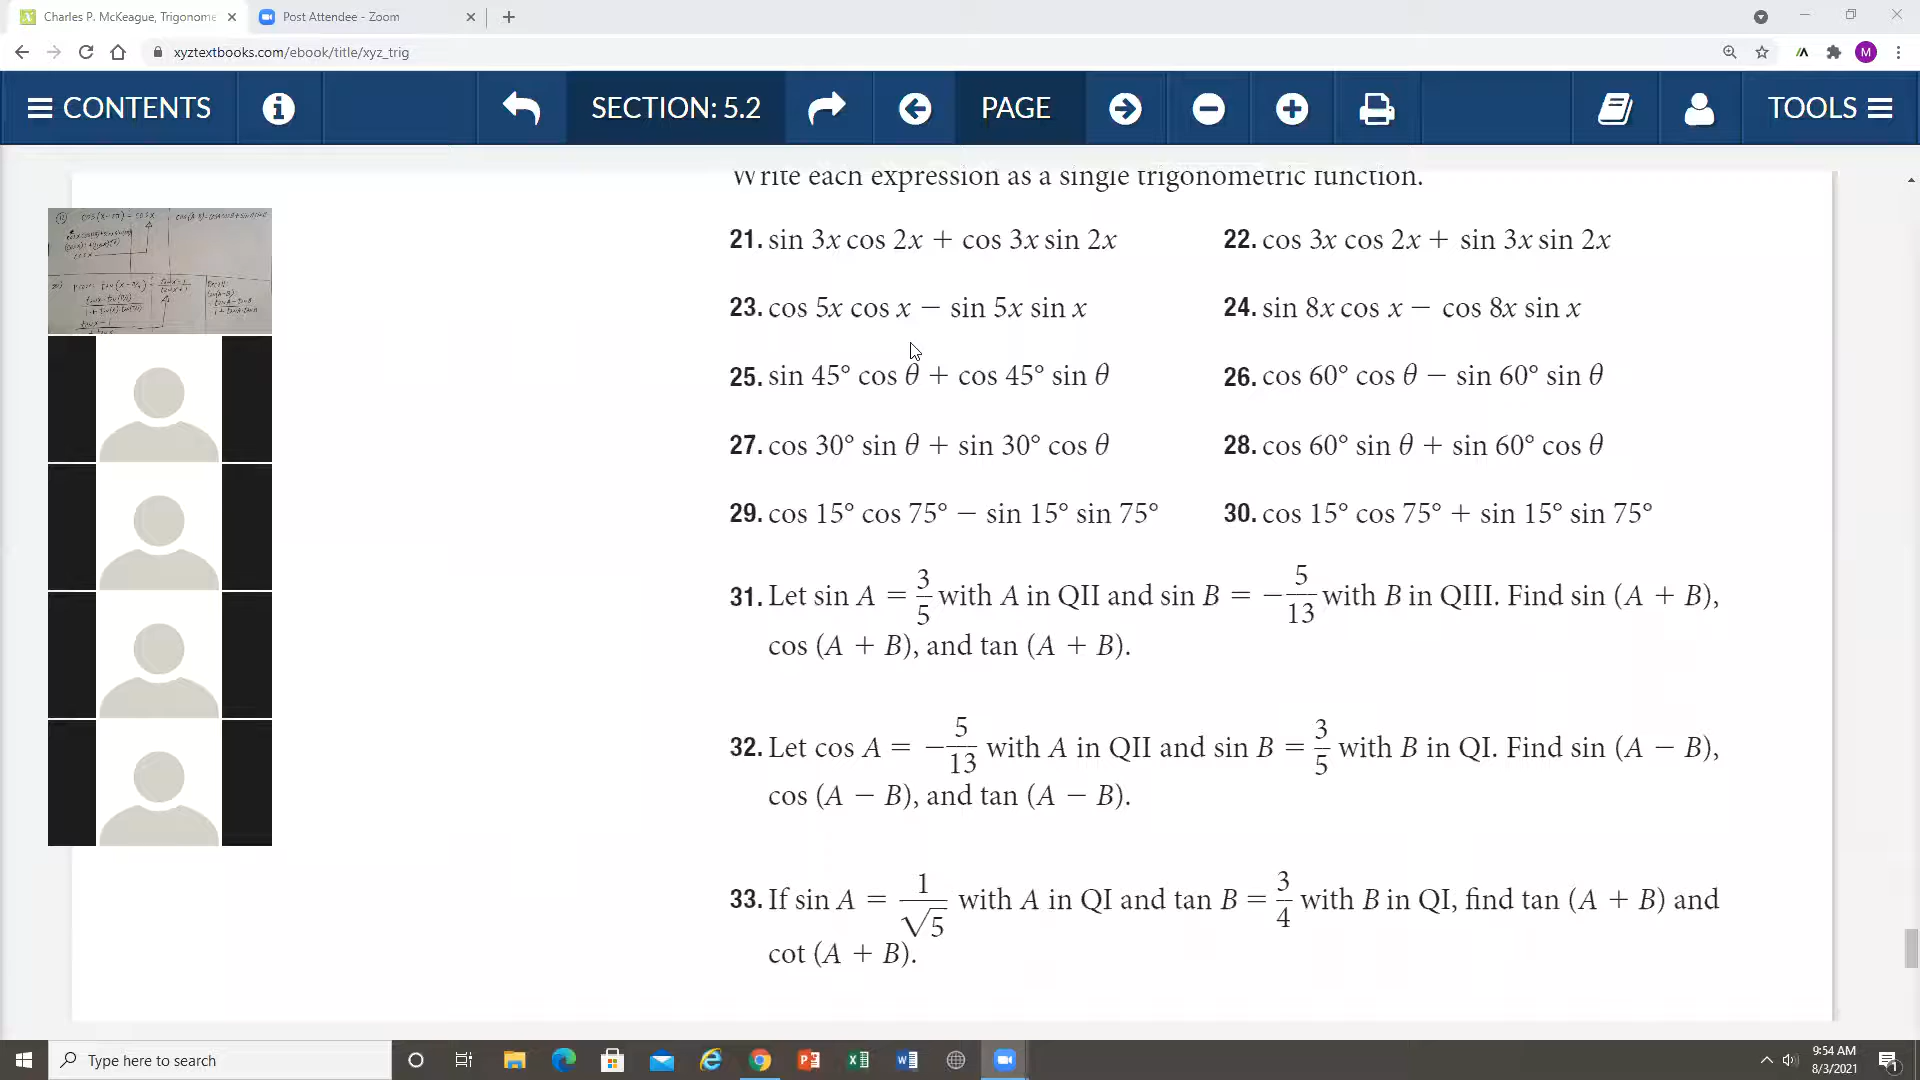 Charles P. McKeague, Trigonome
Post Attendee - Zoom
xyztextbooks.com/ebook/title/xyz_trig
M
CONTENTS
SECTION: 5.2
PAGE
TOOLS
Write each expression as a single trigonometric function.
21. sin 3x cos 2x + cos 3x sin 2x
22. cos 3x cos 2x + sin 3x sin 2x
23. cos 5x cos x − sin 5x sin x
24. sin 8x cos x − cos 8x sin x
25. sin 45° cos θ + cos 45° sin θ
26. cos 60° cos θ − sin 60° sin θ
27. cos 30° sin θ + sin 30° cos θ
28. cos 60° sin θ + sin 60° cos θ
29. cos 15° cos 75° − sin 15° sin 75°
30. cos 15° cos 75° + sin 15° sin 75°
31. Let sin A = 3/5 with A in QII and sin B = −5/13 with B in QIII. Find sin (A + B),
cos (A + B), and tan (A + B).
32. Let cos A = −5/13 with A in QII and sin B = 3/5 with B in QI. Find sin (A − B),
cos (A − B), and tan (A − B).
33. If sin A = 1/√5 with A in QI and tan B = 3/4 with B in QI, find tan (A + B) and
cot (A + B).
Type here to search
9:54 AM
8/3/2021
1